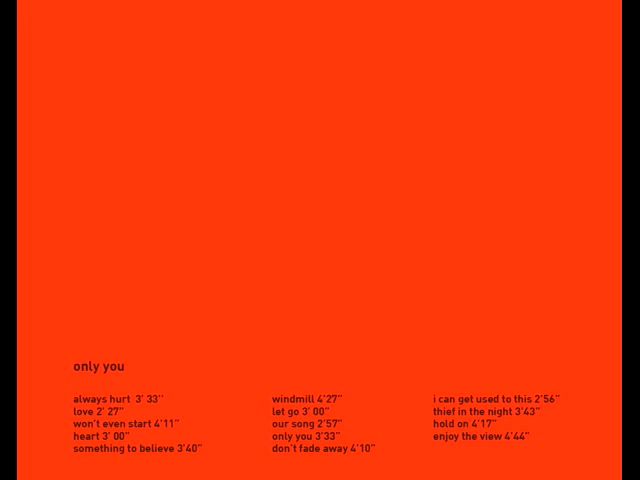 only you
always hurt  3' 33''
love 2' 27"
won't even start 4'11"
heart 3' 00"
something to believe 3'40"
windmill 4'27"
let go 3' 00"
our song 2'57"
only you 3'33"
don't fade away 4'10"
i can get used to this 2'56"
thief in the night 3'43"
hold on 4'17"
enjoy the view 4'44"